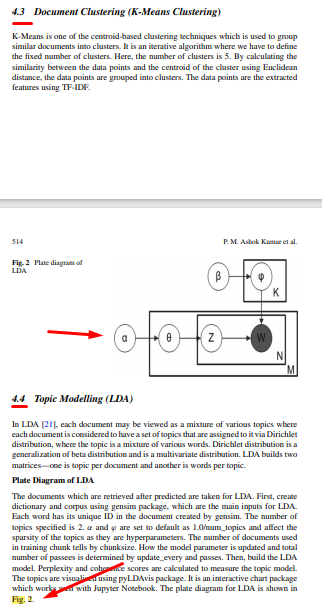 4.3 Document Clustering (K-Means Clustering)
K-Means is one of the centroid-based clustering techniques which is used to group
similar documents into clusters. It is an iterative algorithm where we have to define
the fixed number of clusters. Here, the number of clusters is 5. By calculating the
similarity between the data points and the centroid of the cluster using Euclidean
distance, the data points are grouped into clusters. The data points are the extracted
features using TF-IDF.
514
P. M. Ashok Kumar et al.
Fig. 2 Plate diagram of
LDA
β
φ
K
α
θ
Z
W
N
M
4.4 Topic Modelling (LDA)
In LDA [21], each document may be viewed as a mixture of various topics where
each document is considered to have a set of topics that are assigned to it via Dirichlet
distribution, where the topic is a mixture of various words. Dirichlet distribution is a
generalization of beta distribution and is a multivariate distribution. LDA builds two
matrices—one is topic per document and another is words per topic.
Plate Diagram of LDA
The documents which are retrieved after predicted are taken for LDA. First, create
dictionary and corpus using gensim package, which are the main inputs for LDA.
Each word has its unique ID in the document created by gensim. The number of
topics specified is 2. α and φ are set to default as 1.0/num_topics and affect the
sparsity of the topics as they are hyperparameters. The number of documents used
in training chunk tells by chunksize. How the model parameter is updated and total
number of passes is determined by update_every and passes. Then, build the LDA
model. Perplexity and coherence scores are calculated to measure the topic model.
The topics are visualized using pyLDAvis package. It is an interactive chart package
which works well with Jupyter Notebook. The plate diagram for LDA is shown in
Fig. 2.